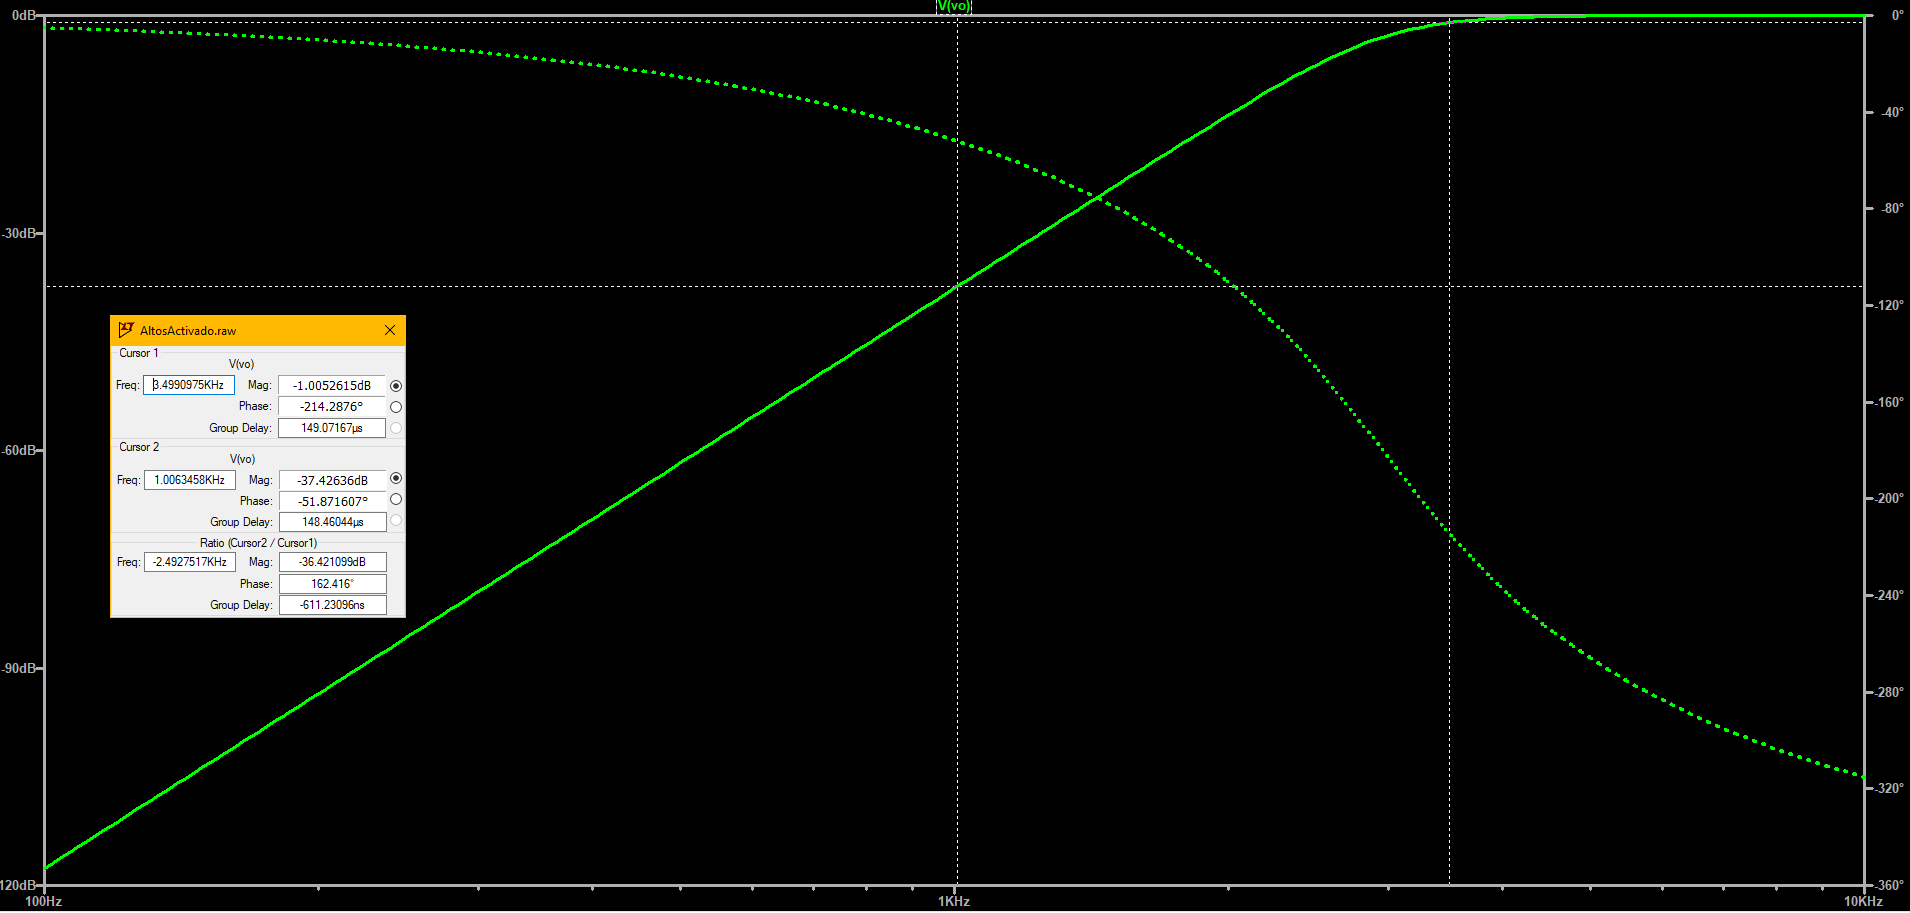 V(vo)
0dB
0°
-40°
-80°
-30dB
-120°
AltosActivado.raw
Cursor 1
V(vo)
Freq: 3.4990975KHz Mag: -1.0052615dB
Phase: -214.2876°
Group Delay: 149.07167µs
-160°
Cursor 2
-60dB
V(vo)
Freq: 1.0063458KHz Mag: -37.42636dB
Phase: -51.871607°
-200°
Group Delay: 148.46044µs
Ratio (Cursor2 / Cursor1)
Freq: -2.4927517KHz Mag: -36.421099dB
Phase: 162.416°
-240°
Group Delay: -611.23096ns
-90dB
-280°
-320°
120dB
-360°
100Hz 1KHz 10KHz